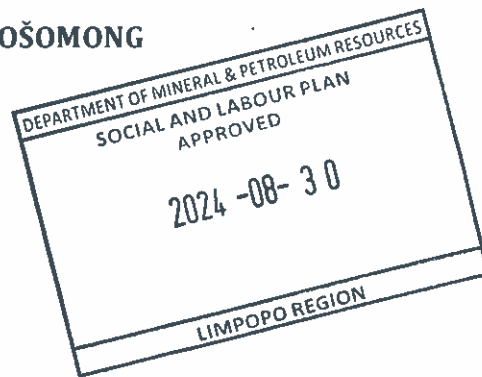 OŠOMONG
DEPARTMENT OF MINERAL & PETROLEUM RESOURCES
SOCIAL AND LABOUR PLAN
APPROVED
2024 -08- 30
LIMPOPO REGION